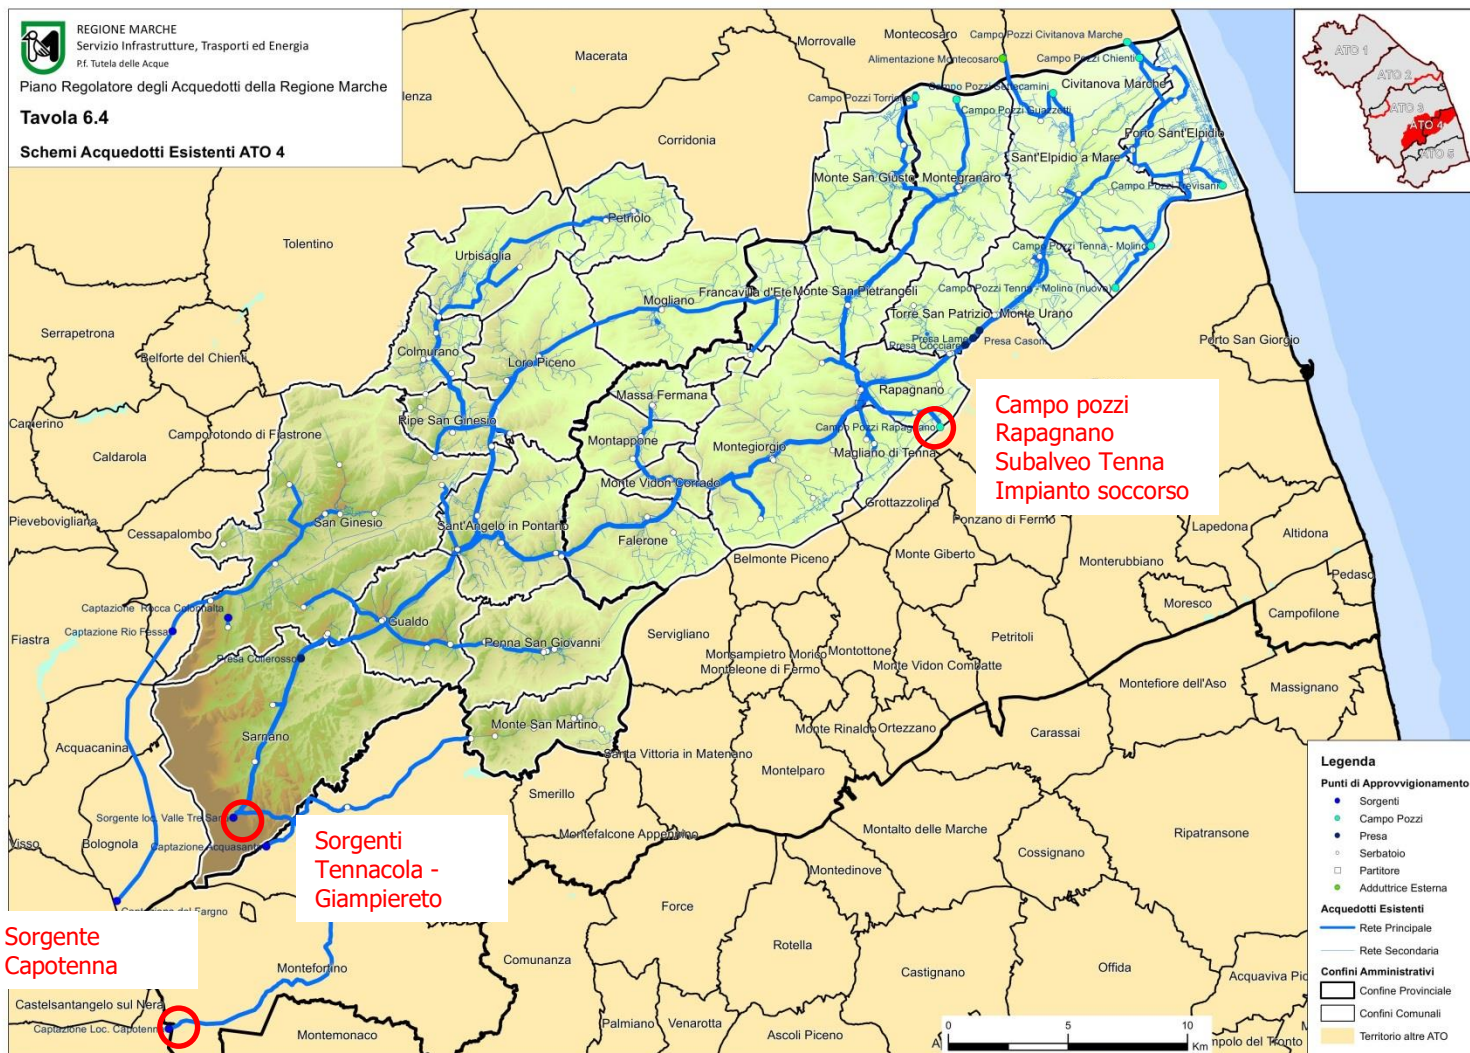 REGIONE MARCHE
Servizio Infrastrutture, Trasporti ed Energia
P.f. Tutela delle Acque
Piano Regolatore degli Acquedotti della Regione Marche
Tavola 6.4
Schemi Acquedotti Esistenti ATO 4
ATO 1
ATO 2
ATO 3
ATO 4
ATO 5
Macerata
Morrovalle
Montecosaro
Campo Pozzi Civitanova Marche
Alimentazione Montecosaro
Campo Pozzi Chienti
Campo Pozzi Settecamini
Civitanova Marche
Campo Pozzi Torrione
Campo Pozzi Guazzetti
Corridonia
Porto Sant'Elpidio
Sant'Elpidio a Mare
Monte San Giusto
Montegranaro
Campo Pozzi Trevisani
Petriolo
Tolentino
Urbisaglia
Campo Pozzi Tenna - Molino
Francavilla d'Ete
Monte San Pietrangeli
Campo Pozzi Tenna - Molino (nuova)
Mogliano
Torre San Patrizio
Monte Urano
Serrapetrona
Belforte del Chienti
Presa Lame
Presa Casoni
Presa Cocciare
Porto San Giorgio
Colmurano
Loro Piceno
Rapagnano
Massa Fermana
Campo pozzi
Rapagnano
Subalveo Tenna
Impianto soccorso
Camerino
Camporotondo di Fiastrone
Ripe San Ginesio
Campo Pozzi Rapagnano
Caldarola
Montappone
Montegiorgio
Magliano di Tenna
Monte Vidon Corrado
Grottazzolina
Pievebovigliana
San Ginesio
Sant'Angelo in Pontano
Ponzano di Fermo
Lapedona
Altidona
Cessapalombo
Falerone
Belmonte Piceno
Monte Giberto
Monterubbiano
Pedaso
Moresco
Campofilone
Captazione Rocca Colonnalta
Captazione Rio Fessa
Fiastra
Gualdo
Penna San Giovanni
Servigliano
Petritoli
Montottone
Monsampietro Morico
Monteleone di Fermo
Monte Vidon Combatte
Presa Collerosso
Montefiore dell'Aso
Massignano
Acquacanina
Sarnano
Monte San Martino
Monte Rinaldo
Ortezzano
Carassai
Santa Vittoria in Matenano
Montelparo
Smerillo
Sorgente loc. Valle Tre Santi
Montefalcone Appennino
Montalto delle Marche
Ripatransone
Visso
Bolognola
Captazione Acquasanta
Sorgenti
Tennacola -
Giampiereto
Cossignano
Montedinove
Force
Sorgente
Capotenna
Rotella
Montefortino
Comunanza
Castignano
Offida
Castelsantangelo sul Nera
Captazione Loc. Capotenna
Montemonaco
Palmiano
Venarotta
Ascoli Piceno
0 5 10
Km
Legenda
Punti di Approvvigionamento
Sorgenti
Campo Pozzi
Presa
Serbatoio
Partitore
Adduttrice Esterna
Acquedotti Esistenti
Rete Principale
Rete Secondaria
Confini Amministrativi
Confine Provinciale
Confini Comunali
Territorio altre ATO